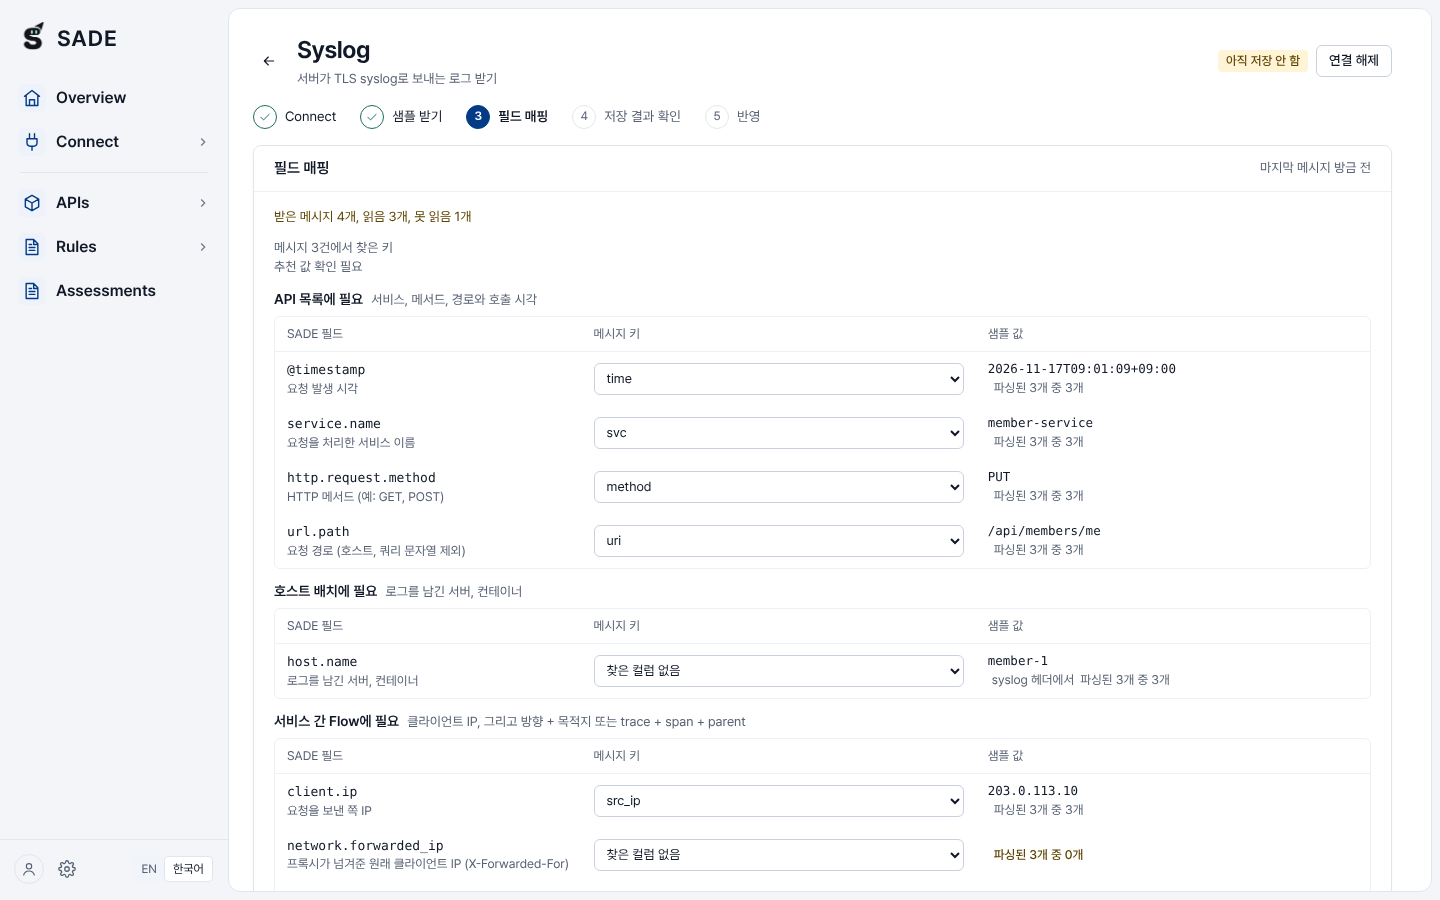 SADE
Overview
Connect
APIs
Rules
Assessments
EN
한국어
Syslog
서버가 TLS syslog로 보내는 로그 받기
아직 저장 안 함
연결 해제
Connect
샘플 받기
3 필드 매핑
4 저장 결과 확인
5 반영
필드 매핑
마지막 메시지 방금 전
받은 메시지 4개, 읽음 3개, 못 읽음 1개
메시지 3건에서 찾은 키
추천 값 확인 필요
API 목록에 필요 서비스, 메서드, 경로와 호출 시각
SADE 필드 메시지 키 샘플 값
@timestamp time 2026-11-17T09:01:09+09:00
요청 발생 시각 파싱된 3개 중 3개
service.name svc member-service
요청을 처리한 서비스 이름 파싱된 3개 중 3개
http.request.method method PUT
HTTP 메서드 (예: GET, POST) 파싱된 3개 중 3개
url.path uri /api/members/me
요청 경로 (호스트, 쿼리 문자열 제외) 파싱된 3개 중 3개
호스트 배치에 필요 로그를 남긴 서버, 컨테이너
SADE 필드 메시지 키 샘플 값
host.name 찾은 컬럼 없음 member-1
로그를 남긴 서버, 컨테이너 syslog 헤더에서 파싱된 3개 중 3개
서비스 간 Flow에 필요 클라이언트 IP, 그리고 방향 + 목적지 또는 trace + span + parent
SADE 필드 메시지 키 샘플 값
client.ip src_ip 203.0.113.10
요청을 보낸 쪽 IP 파싱된 3개 중 3개
network.forwarded_ip 찾은 컬럼 없음 파싱된 3개 중 0개
프록시가 넘겨준 원래 클라이언트 IP (X-Forwarded-For)